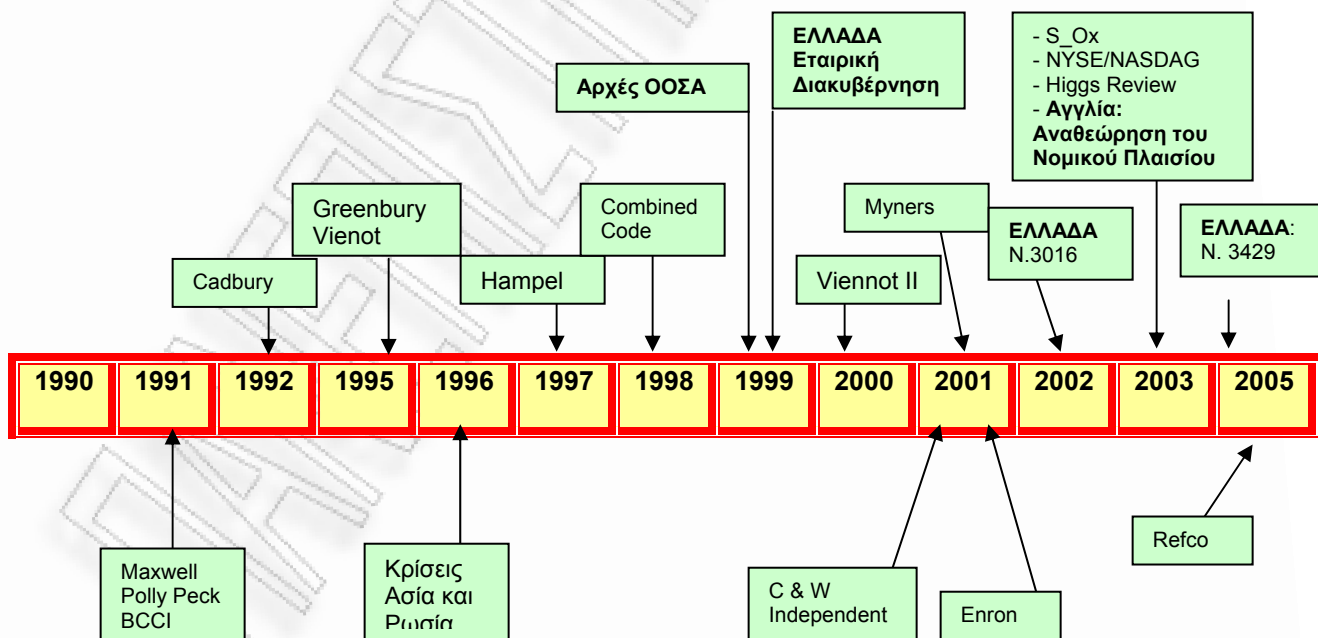 ΕΛΛΑΔΑ
Εταιρική
Διακυβέρνηση
- S_Ox
- NYSE/NASDAG
- Higgs Review
- Αγγλία:
Αναθεώρηση του
Νομικού Πλαισίου
Αρχές ΟΟΣΑ
Greenbury
Vienot
Combined
Code
Myners
ΕΛΛΑΔΑ
Ν.3016
ΕΛΛΑΔΑ:
Ν. 3429
Cadbury
Hampel
Viennot II
1990 1991 1992 1995 1996 1997 1998 1999 2000 2001 2002 2003 2005
Maxwell
Polly Peck
BCCI
Κρίσεις
Ασία και
Ρωσία
C & W
Independent
Enron
Refco